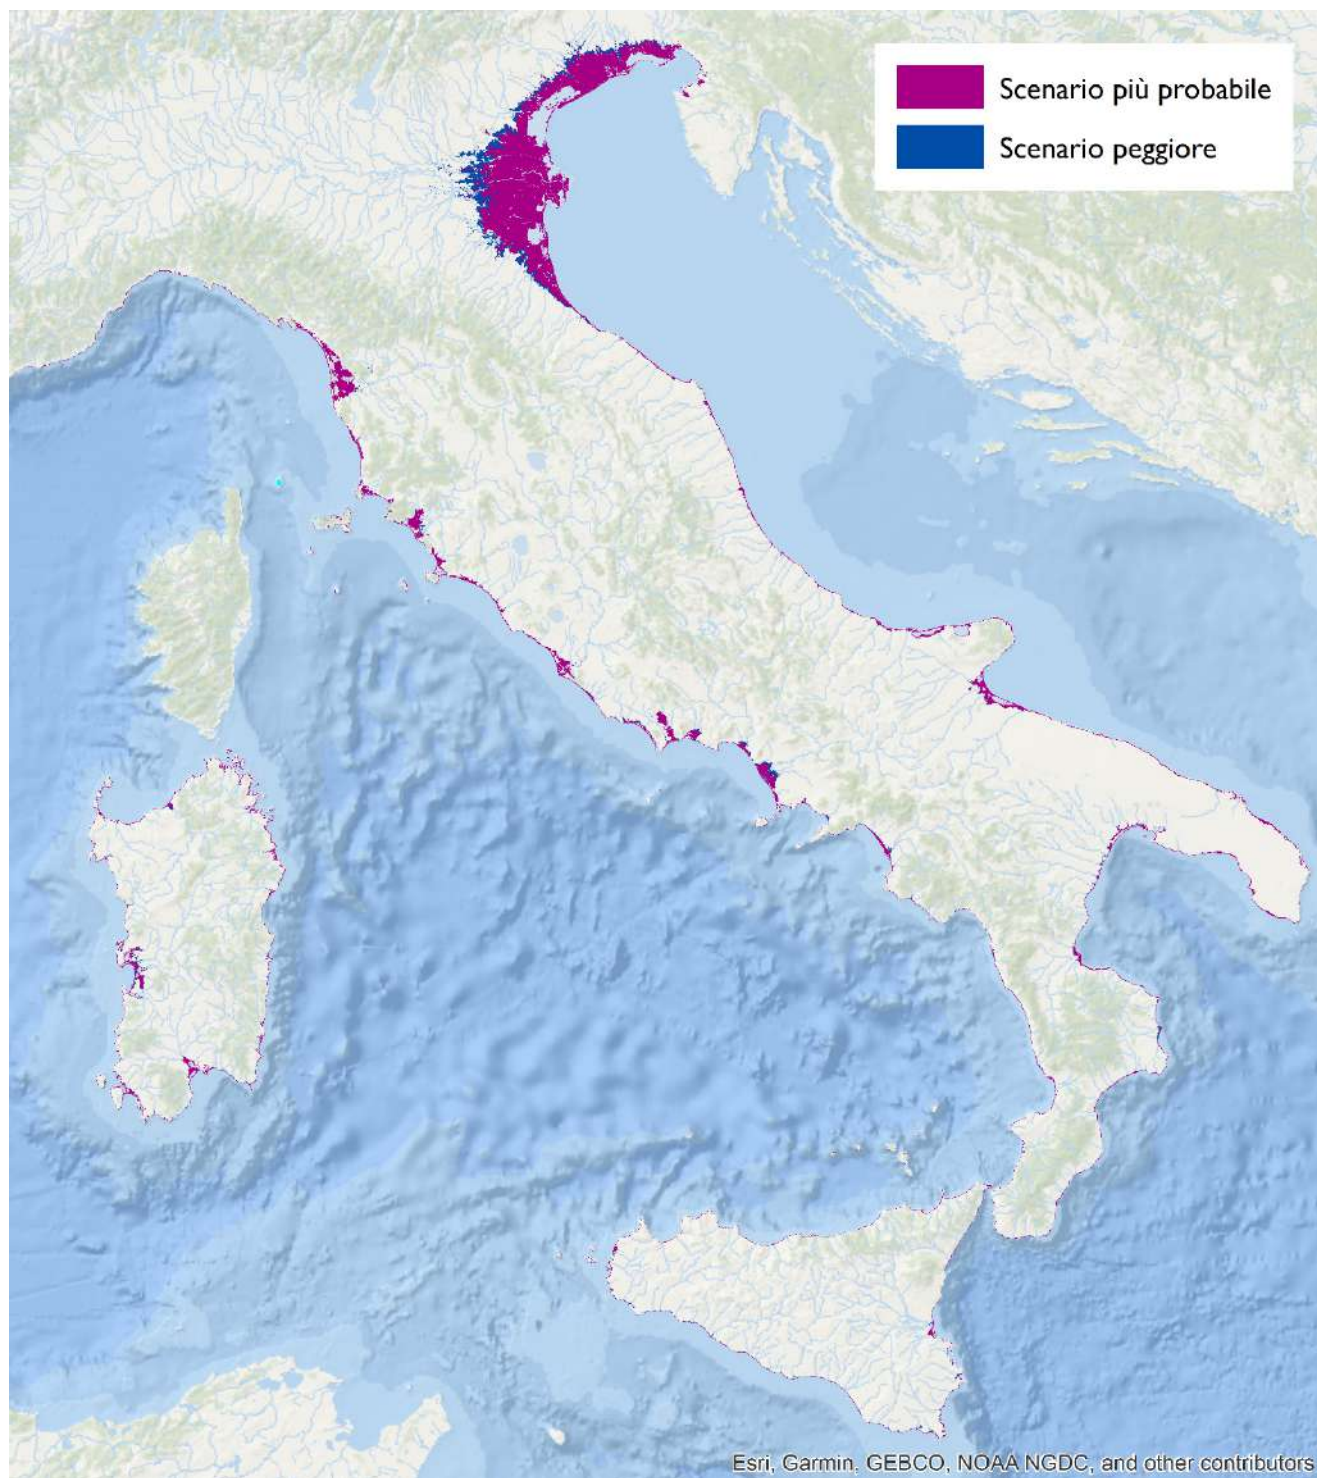 Scenario più probabile
Scenario peggiore
Esri, Garmin, GEBCO, NOAA NGDC, and other contributors